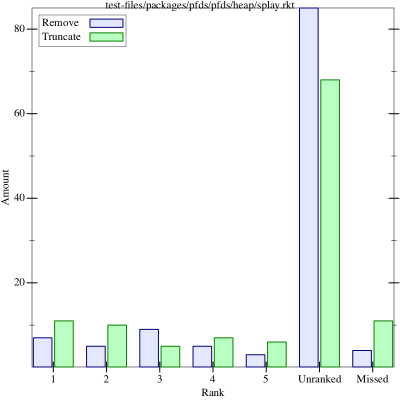 test-files/packages/pfds/pfds/heap/splay.rkt
Remove
Truncate
80
60
40
20
Amount
1 2 3 4 5 Unranked Missed
Rank